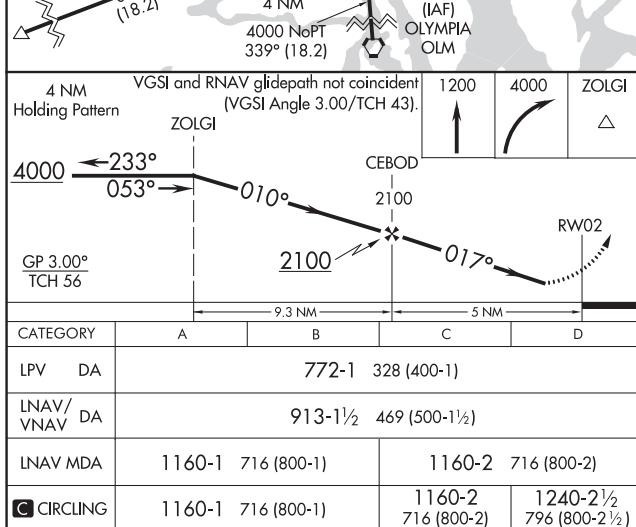 (18.2)
4 NM
4000 NoPT
339° (18.2)
(IAF)
OLYMPIA
OLM
4 NM
Holding Pattern
VGSI and RNAV glidepath not coincident
(VGSI Angle 3.00/TCH 43).
1200
4000
ZOLGI
ZOLGI
4000
233°
053°
010°
CEBOD
2100
2100
017°
RW02
GP 3.00°
TCH 56
9.3 NM
5 NM
CATEGORY A B C D
LPV DA 772-1 328 (400-1)
LNAV/
VNAV DA 913-1½ 469 (500-1½)
LNAV MDA 1160-1 716 (800-1) 1160-2 716 (800-2)
C CIRCLING 1160-1 716 (800-1) 1160-2
716 (800-2) 1240-2½
796 (800-2½)